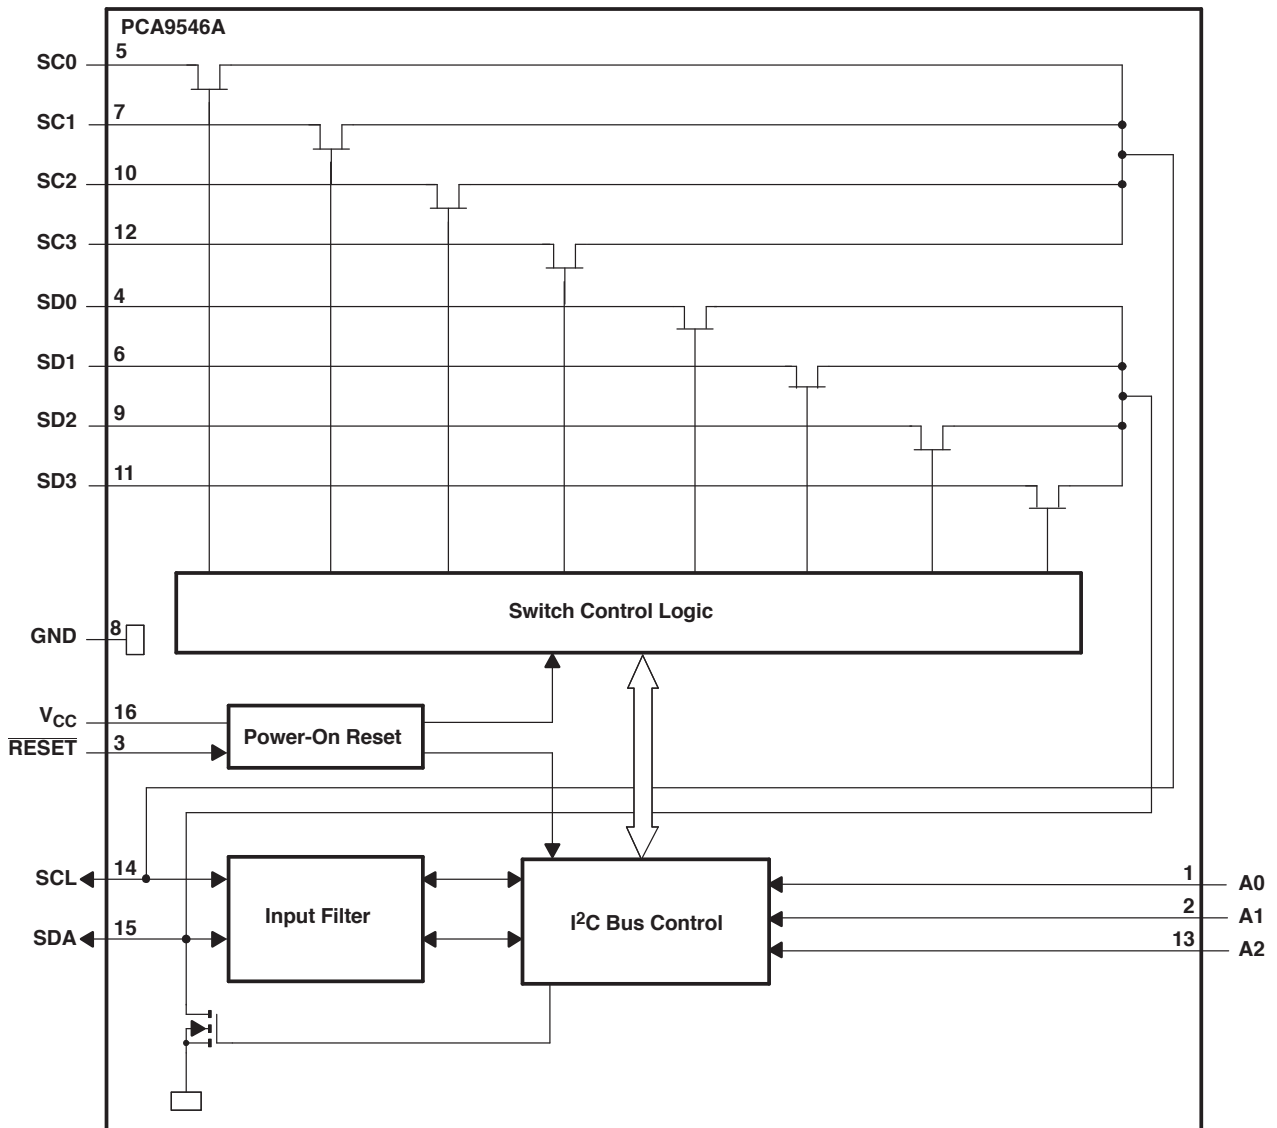 PCA9546A
SC0 5
SC1 7
SC2 10
SC3 12
SD0 4
SD1 6
SD2 9
SD3 11
Switch Control Logic
GND 8
VCC 16
RESET 3
Power-On Reset
SCL 14
SDA 15
Input Filter
I²C Bus Control
1 A0
2 A1
13 A2